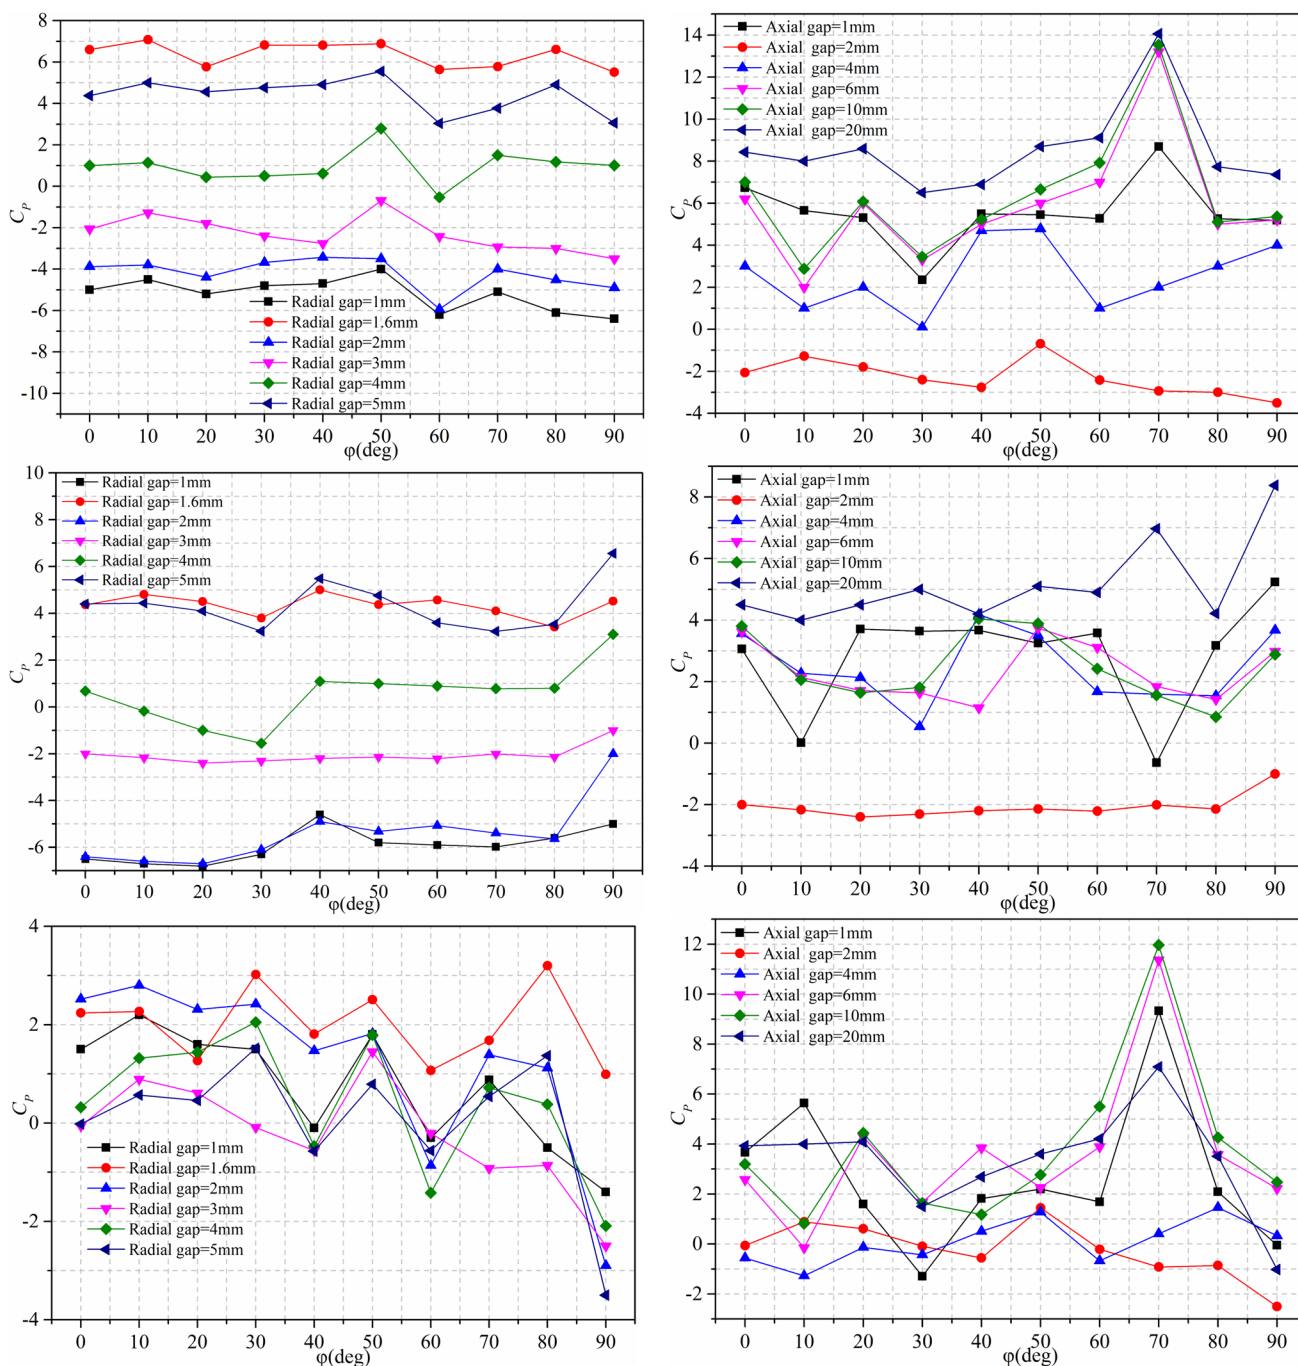 8
6
4
2
0
-2
-4
-6
-8
-10
C_P
Radial gap=1mm
Radial gap=1.6mm
Radial gap=2mm
Radial gap=3mm
Radial gap=4mm
Radial gap=5mm
0 10 20 30 40 50 60 70 80 90
φ(deg)
14
12
10
8
6
4
2
0
-2
-4
C_P
Axial gap=1mm
Axial gap=2mm
Axial gap=4mm
Axial gap=6mm
Axial gap=10mm
Axial gap=20mm
0 10 20 30 40 50 60 70 80 90
φ(deg)
10
8
6
4
2
0
-2
-4
-6
C_P
Radial gap=1mm
Radial gap=1.6mm
Radial gap=2mm
Radial gap=3mm
Radial gap=4mm
Radial gap=5mm
0 10 20 30 40 50 60 70 80 90
φ(deg)
8
6
4
2
0
-2
-4
C_P
Axial gap=1mm
Axial gap=2mm
Axial gap=4mm
Axial gap=6mm
Axial gap=10mm
Axial gap=20mm
0 10 20 30 40 50 60 70 80 90
φ(deg)
4
2
0
-2
-4
C_P
Radial gap=1mm
Radial gap=1.6mm
Radial gap=2mm
Radial gap=3mm
Radial gap=4mm
Radial gap=5mm
0 10 20 30 40 50 60 70 80 90
φ(deg)
12
10
8
6
4
2
0
-2
C_P
Axial gap=1mm
Axial gap=2mm
Axial gap=4mm
Axial gap=6mm
Axial gap=10mm
Axial gap=20mm
0 10 20 30 40 50 60 70 80 90
φ(deg)